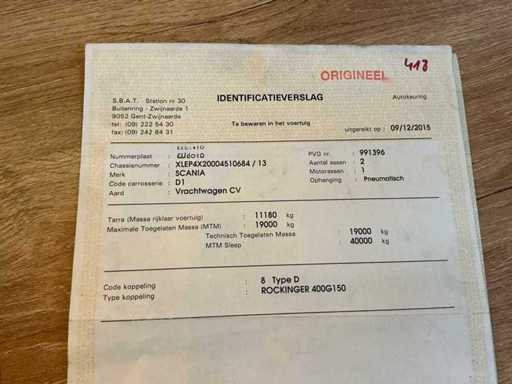 418
ORIGINEEL
S.B.A.T. - Station nr 30
Buitenring - Zwijnaarde 1
9052 Gent-Zwijnaarde
tel: (09) 222 54 30
fax: (09) 242 84 31
IDENTIFICATIEVERSLAG
Autokeuring
Te bewaren in het voertuig
uitgereikt op : 09/12/2015
Nummerplaat :
Chassisnummer : XLEP4X20004510684 / 13
Merk : SCANIA
Code carrosserie : D1
Aard : Vrachtwagen CV
PVG nr. : 991396
Aantal assen : 2
Motorassen : 1
Ophanging : Pneumatisch
Tarra (Massa rijklaar voertuig) : 11180 kg
Maximale Toegelaten Massa (MTM) : 19000 kg
Technisch Toegelaten Massa : 19000 kg
MTM Sleep : 40000 kg
Code koppeling : 8 Type D
Type koppeling : ROCKINGER 400G150